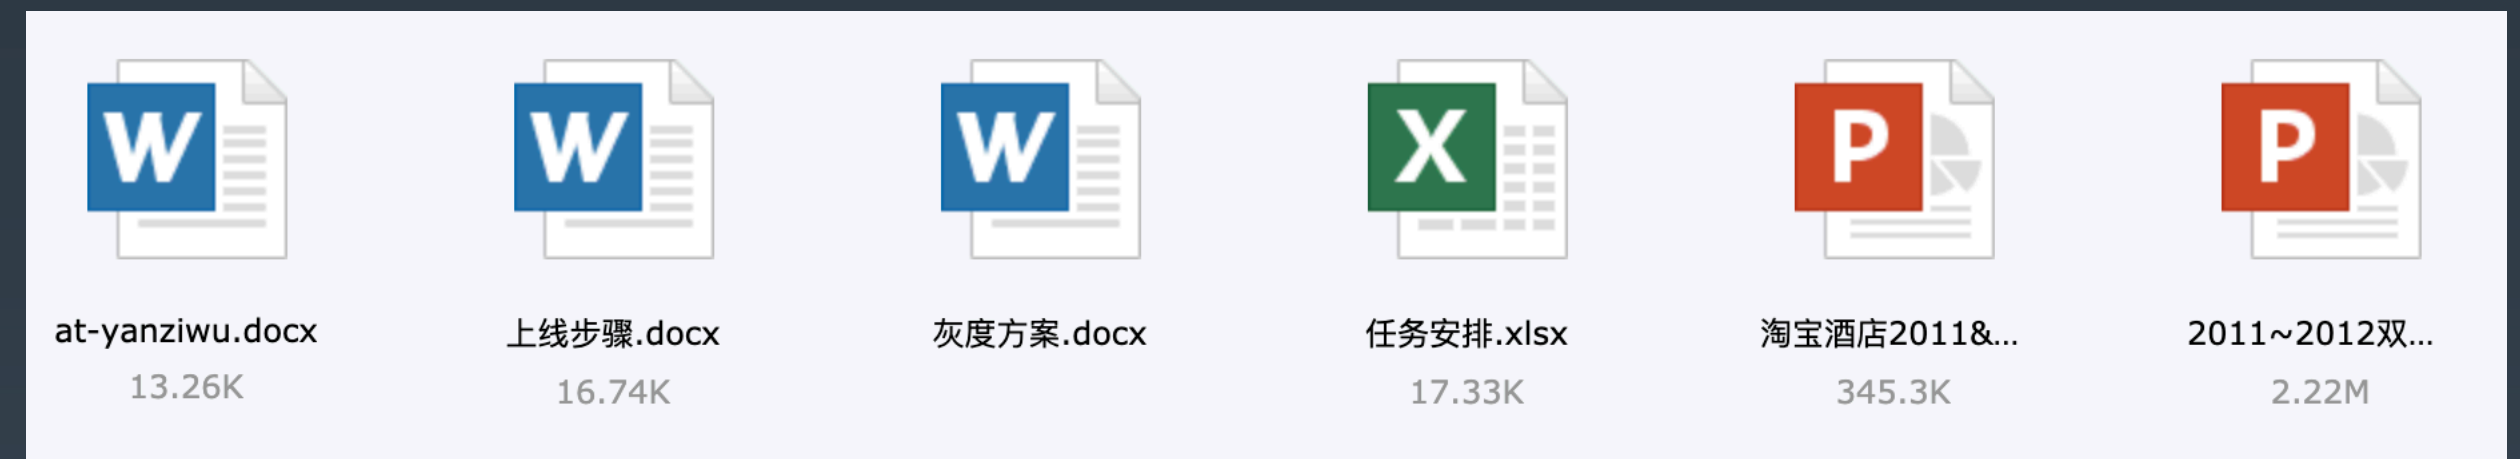 W
W
W
X
P
P
at-yanziwu.docx
上线步骤.docx
灰度方案.docx
任务安排.xlsx
淘宝酒店2011&...
2011~2012双...
13.26K
16.74K
17.33K
345.3K
2.22M